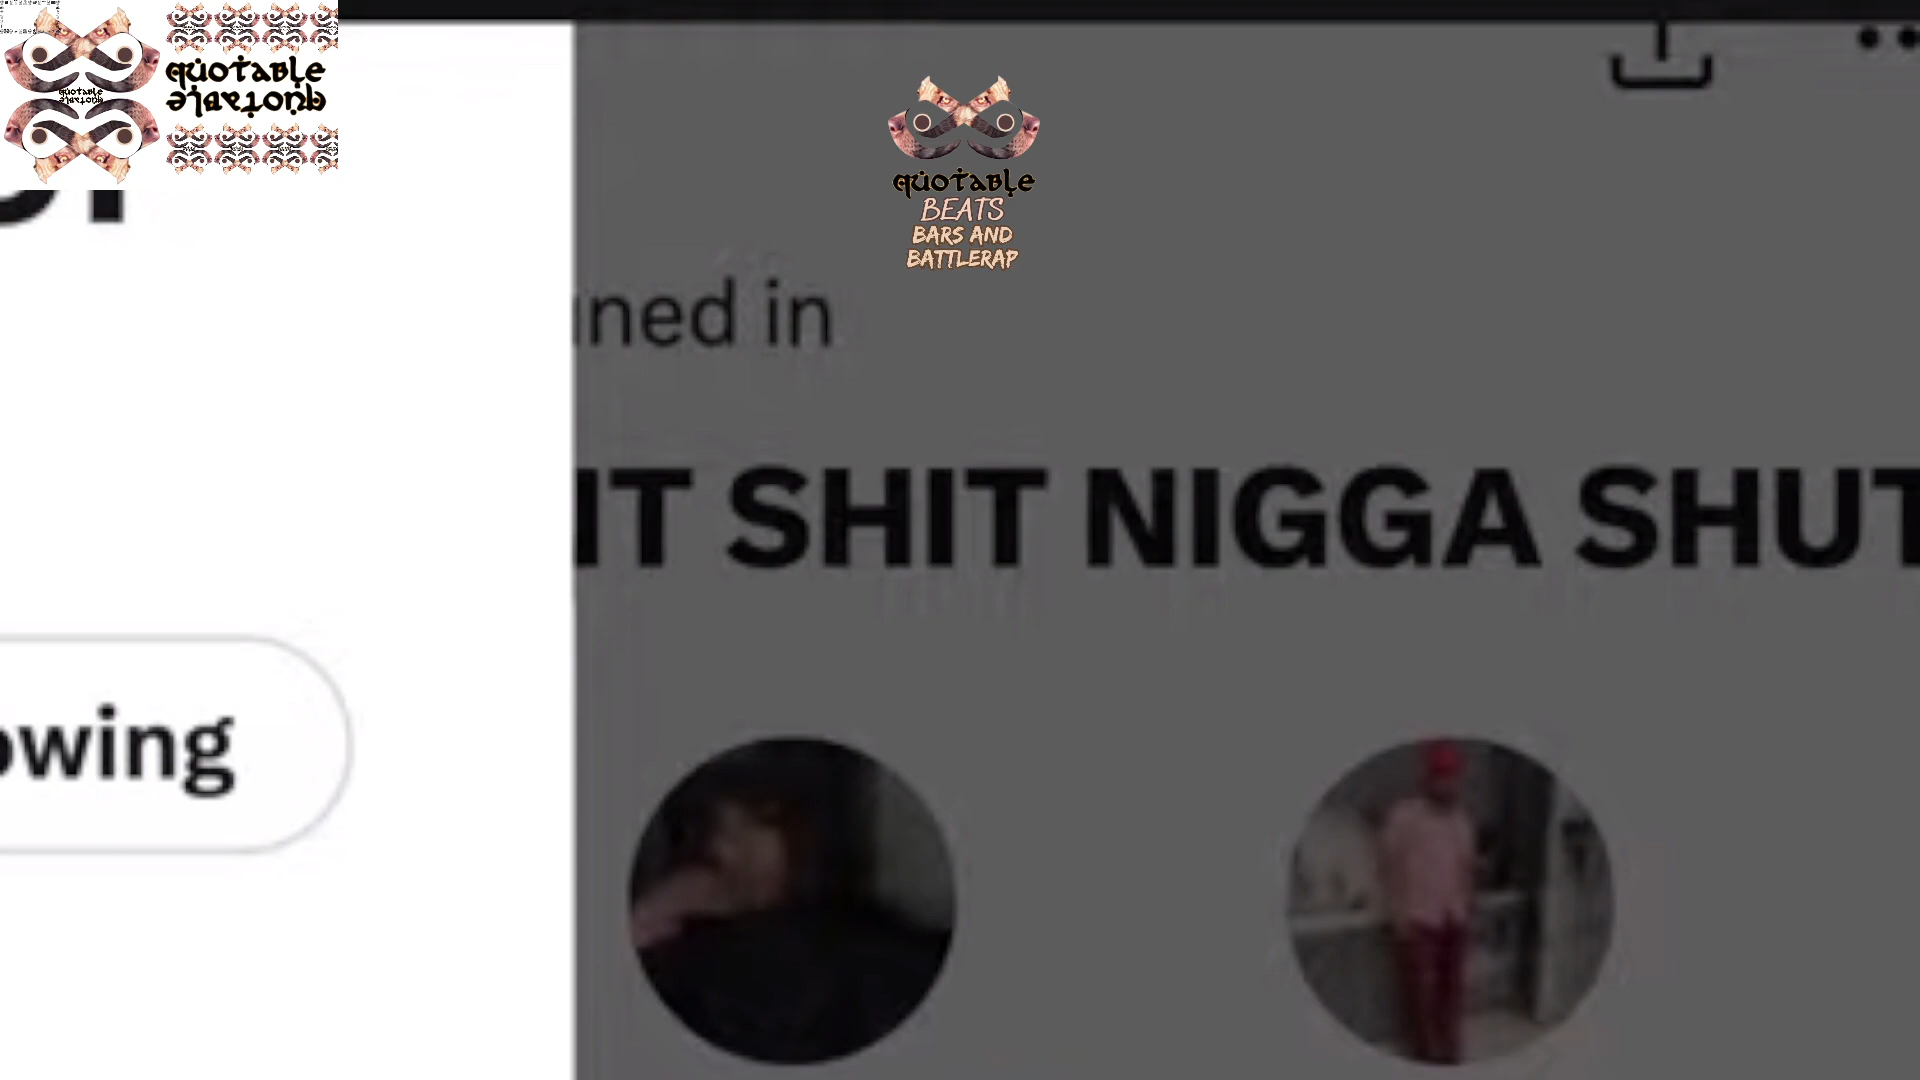 quotable
quotable
quotable
BEATS
BARS AND
BATTLERAP
ned in
IT SHIT NIGGA SHUT
owing